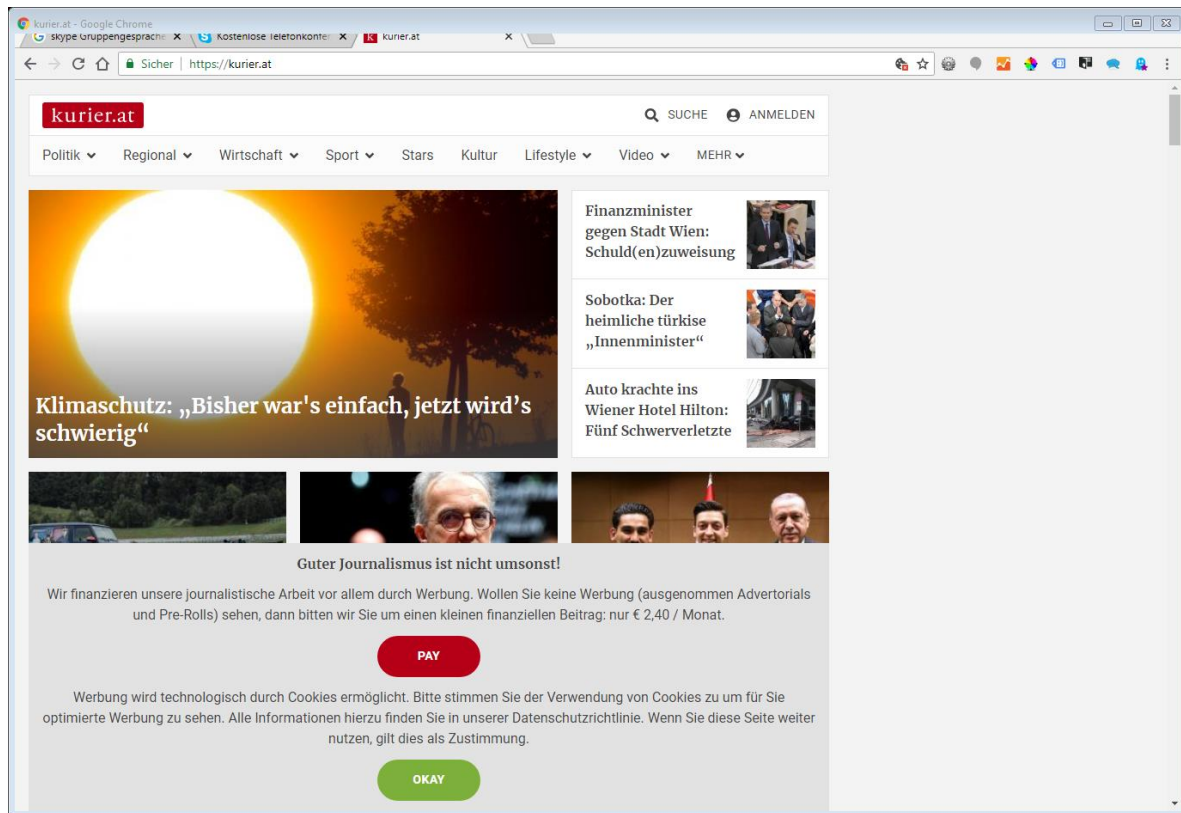 kurier.at - Google Chrome
skype Gruppengespräche
Kostenlose Telefonkonfer
kurier.at
Sicher | https://kurier.at
kurier.at
SUCHE
ANMELDEN
Politik
Regional
Wirtschaft
Sport
Stars
Kultur
Lifestyle
Video
MEHR
Klimaschutz: „Bisher war's einfach, jetzt wird’s
schwierig“
Finanzminister
gegen Stadt Wien:
Schuld(en)zuweisung
Sobotka: Der
heimliche türkise
„Innenminister“
Auto krachte ins
Wiener Hotel Hilton:
Fünf Schwerverletzte
Guter Journalismus ist nicht umsonst!
Wir finanzieren unsere journalistische Arbeit vor allem durch Werbung. Wollen Sie keine Werbung (ausgenommen Advertorials
und Pre-Rolls) sehen, dann bitten wir Sie um einen kleinen finanziellen Beitrag: nur € 2,40 / Monat.
PAY
Werbung wird technologisch durch Cookies ermöglicht. Bitte stimmen Sie der Verwendung von Cookies zu um für Sie
optimierte Werbung zu sehen. Alle Informationen hierzu finden Sie in unserer Datenschutzrichtlinie. Wenn Sie diese Seite weiter
nutzen, gilt dies als Zustimmung.
OKAY